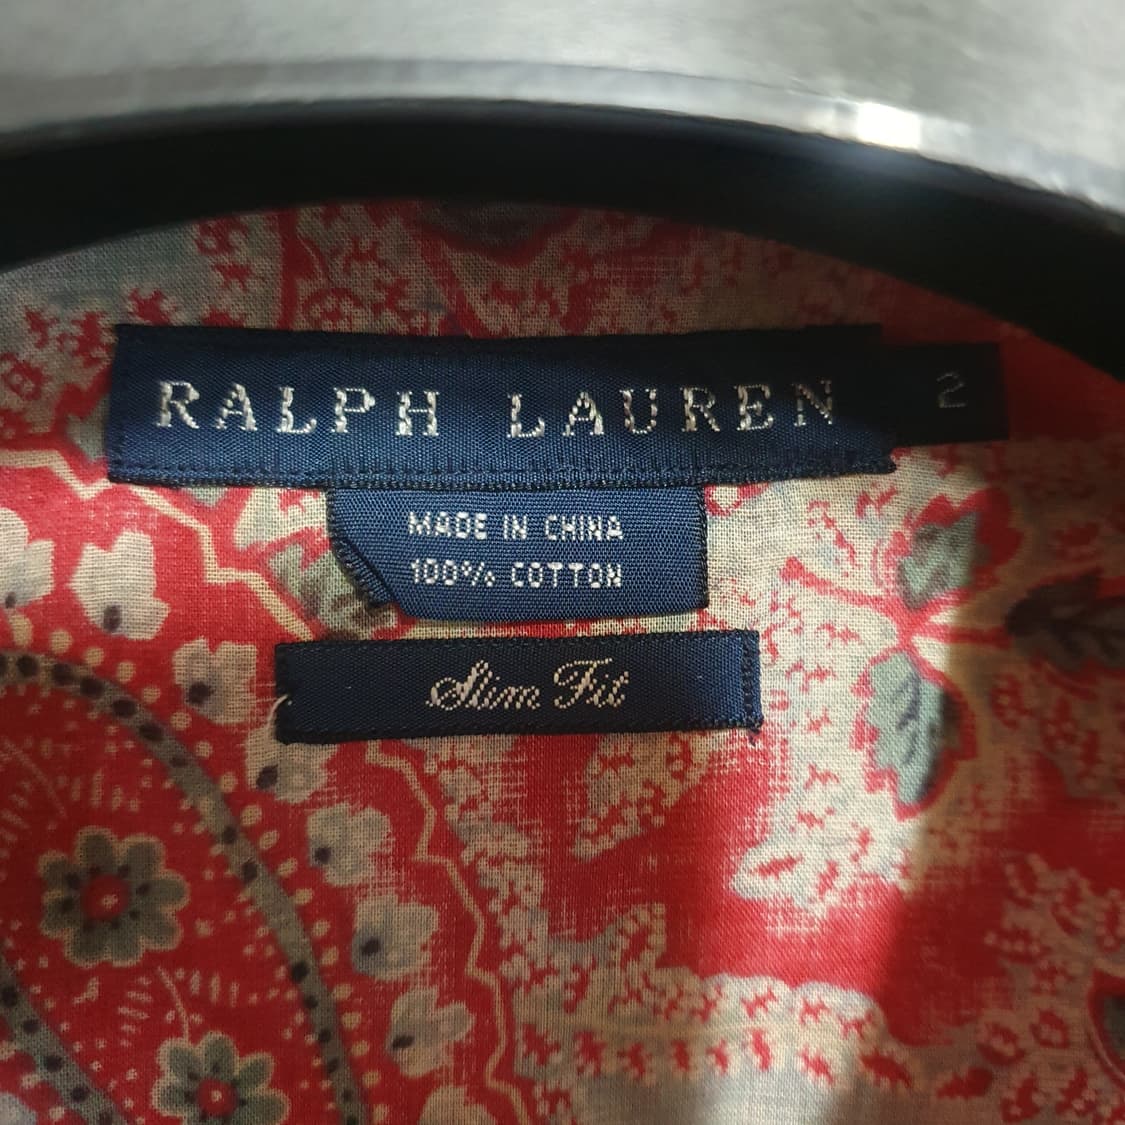 RALPH LAUREN 2
MADE IN CHINA
100% COTTON
Slim Fit